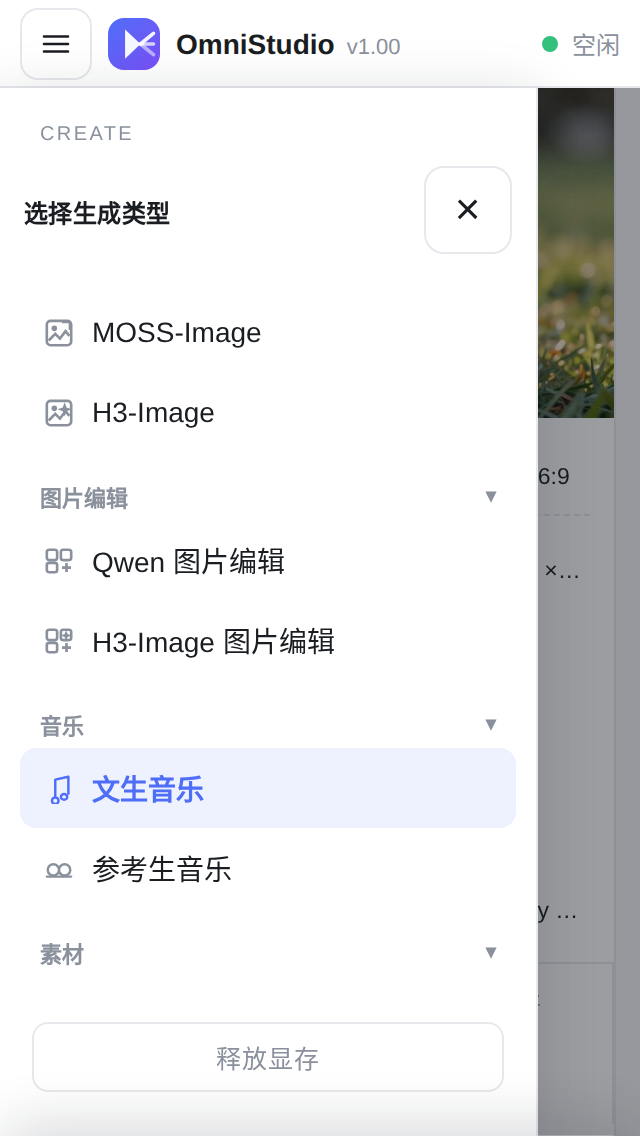 OmniStudio v1.00 空闲
CREATE
选择生成类型
MOSS-Image
H3-Image
图片编辑
Qwen 图片编辑
H3-Image 图片编辑
音乐
文生音乐
参考生音乐
素材
释放显存
6:9
×...
y ...